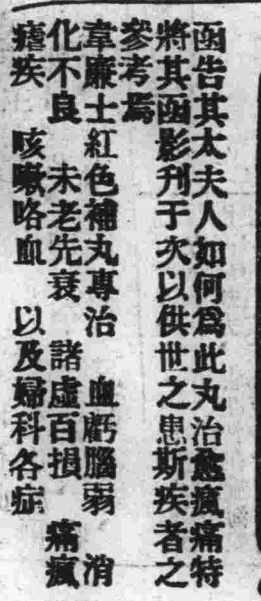 函告其太夫人如何爲此丸治愈瘋痛特
將其函影刊于次以供世之患斯疾者之
參考焉
韋廉士紅色補丸專治 血虧腦弱 消
化不良 未老先衰 諸虛百損 痛瘋
瘧疾 咳嗽咯血 以及婦科各症